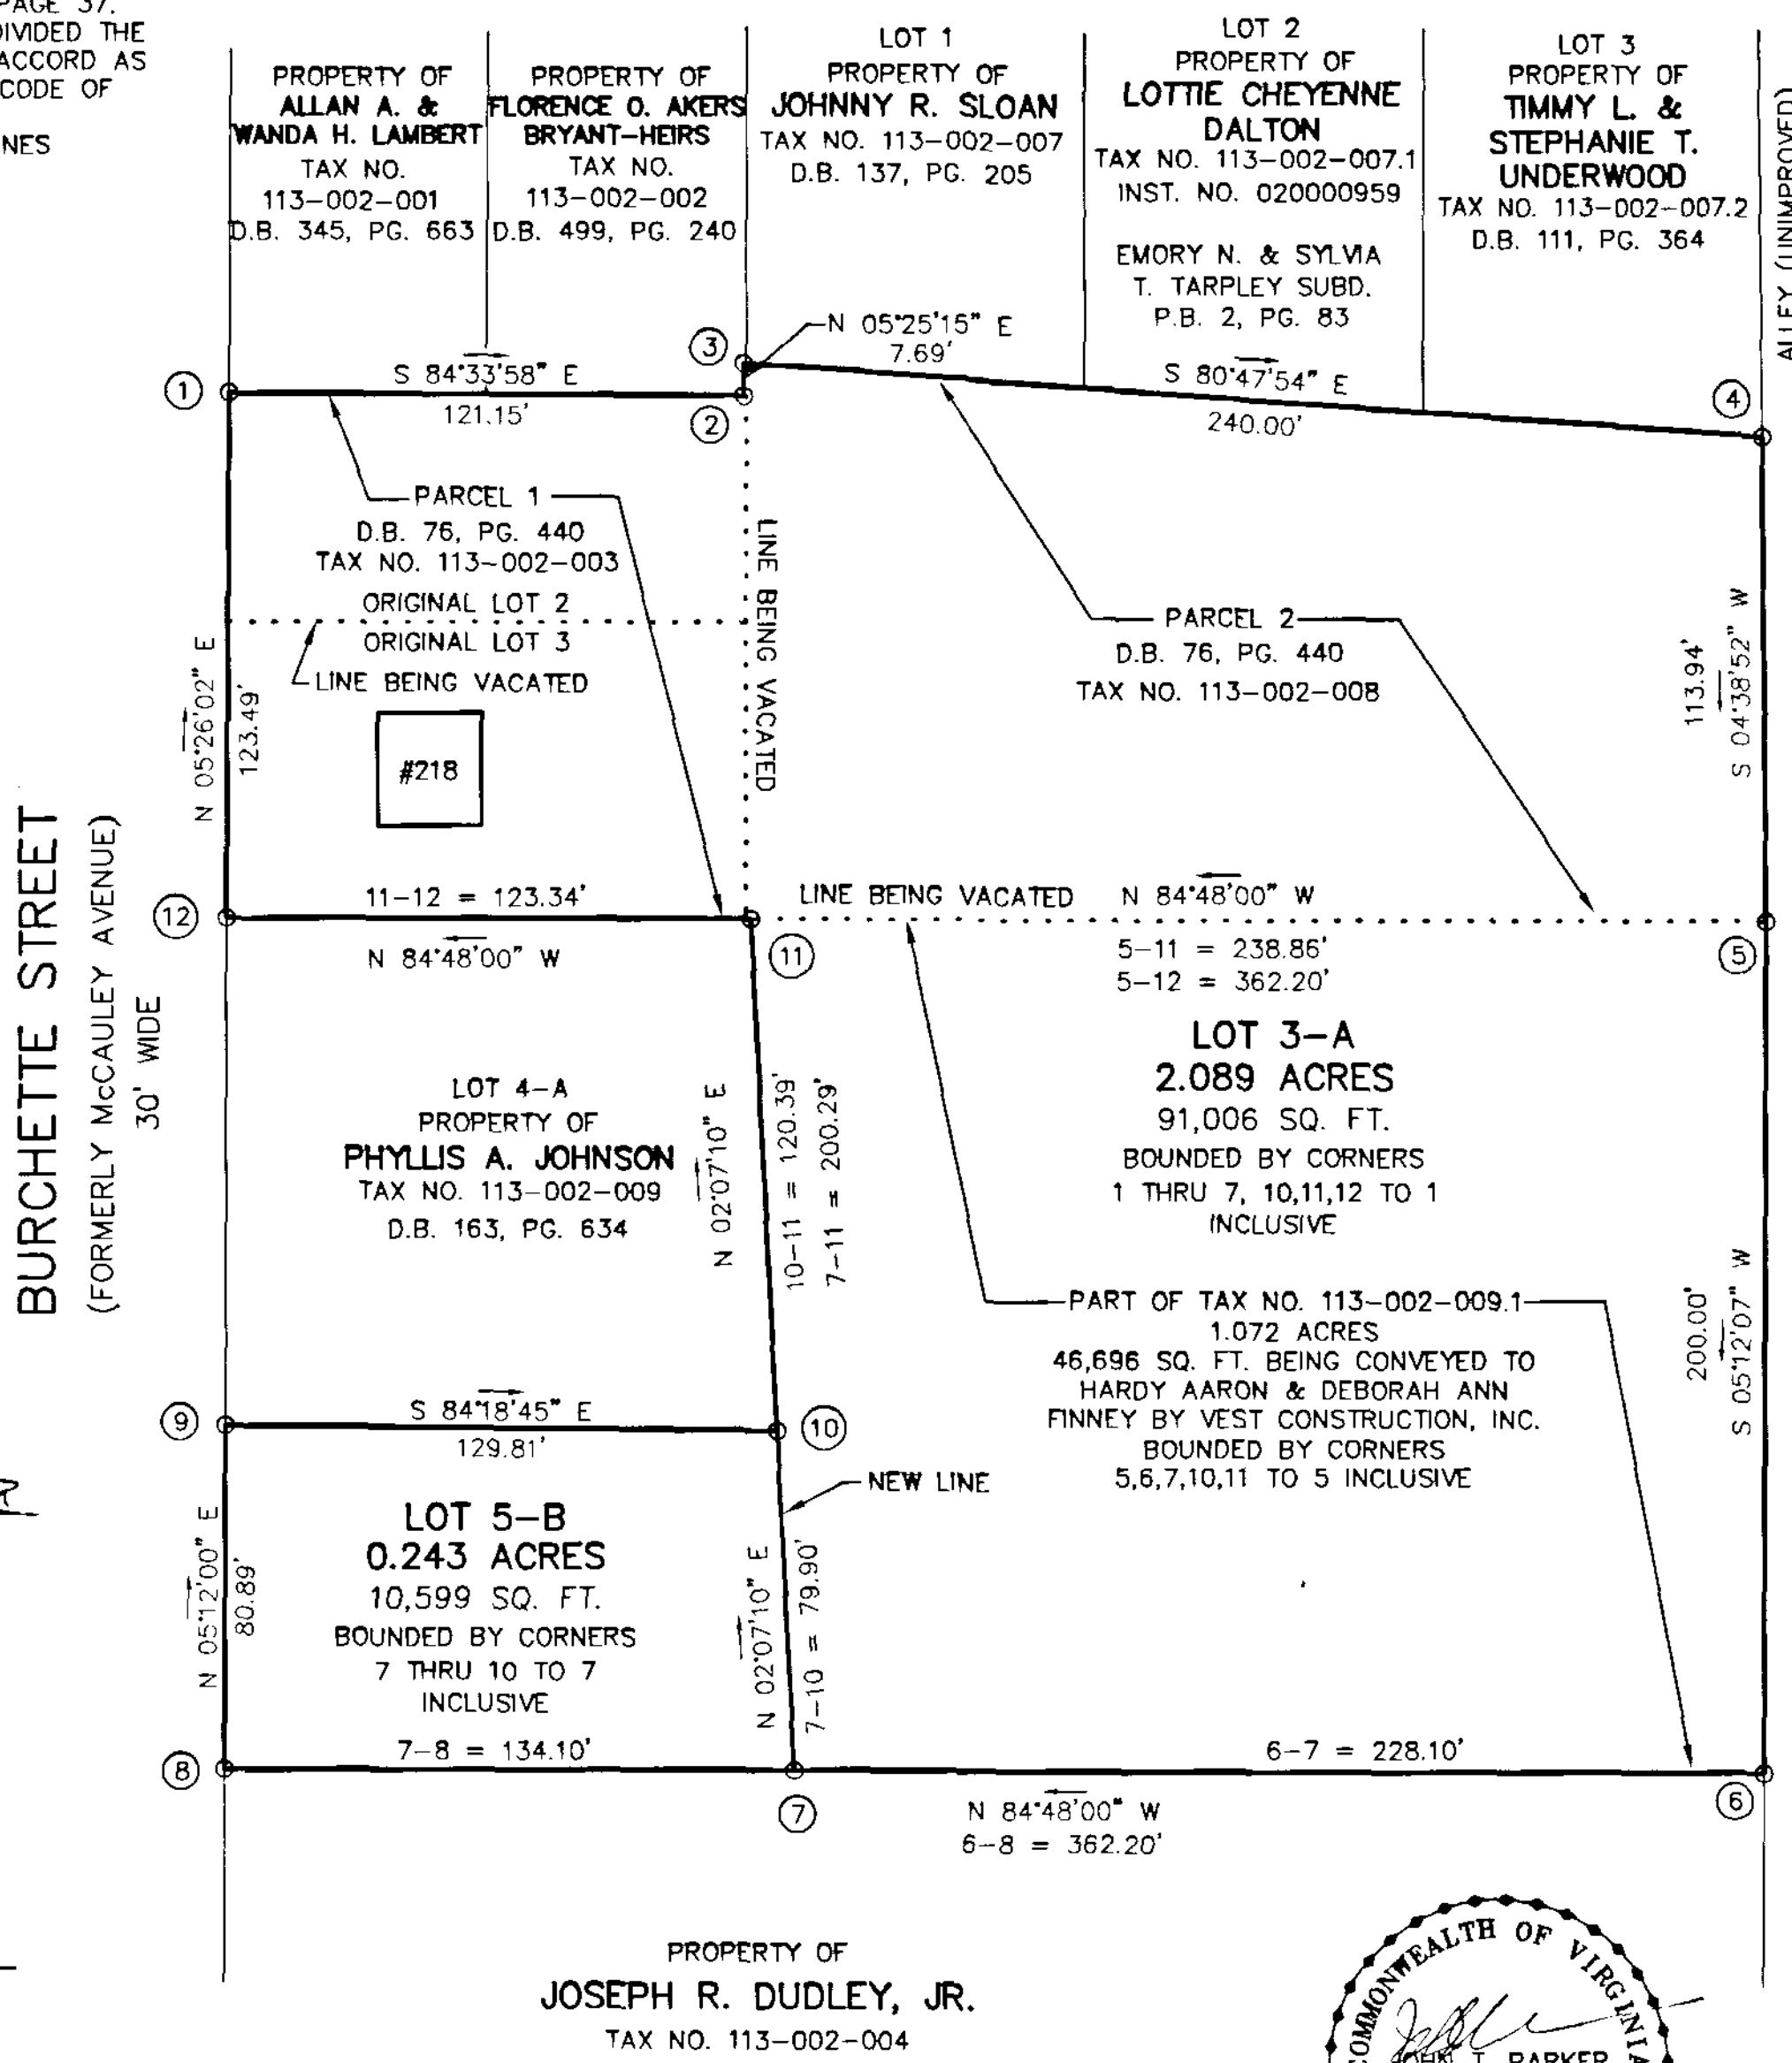 PAGE 37.
DIVIDED THE
ACCORD AS
CODE OF
NES
PROPERTY OF
ALLAN A. &
WANDA H. LAMBERT
TAX NO.
113-002-001
D.B. 345, PG. 663
PROPERTY OF
FLORENCE O. AKERS
BRYANT-HEIRS
TAX NO.
113-002-002
D.B. 499, PG. 240
LOT 1
PROPERTY OF
JOHNNY R. SLOAN
TAX NO. 113-002-007
D.B. 137, PG. 205
LOT 2
PROPERTY OF
LOTTIE CHEYENNE
DALTON
TAX NO. 113-002-007.1
INST. NO. 020000959
EMORY N. & SYLVIA
T. TARPLEY SUBD.
P.B. 2, PG. 83
LOT 3
PROPERTY OF
TIMMY L. &
STEPHANIE T.
UNDERWOOD
TAX NO. 113-002-007.2
D.B. 111, PG. 364
ALLEY (UNIMPROVED)
1
S 84°33'58" E
121.15'
2
3
N 05°25'15" E
7.69'
S 80°47'54" E
240.00'
4
PARCEL 1
D.B. 76, PG. 440
TAX NO. 113-002-003
ORIGINAL LOT 2
ORIGINAL LOT 3
LINE BEING VACATED
#218
N 05°26'02" E
123.49'
LINE BEING VACATED
PARCEL 2
D.B. 76, PG. 440
TAX NO. 113-002-008
113.94'
S 04°38'52" W
BURCHETTE STREET
(FORMERLY McCAULEY AVENUE)
30' WIDE
12
11-12 = 123.34'
N 84°48'00" W
11
LINE BEING VACATED
N 84°48'00" W
5-11 = 238.86'
5-12 = 362.20'
5
LOT 3-A
2.089 ACRES
91,006 SQ. FT.
BOUNDED BY CORNERS
1 THRU 7, 10,11,12 TO 1
INCLUSIVE
LOT 4-A
PROPERTY OF
PHYLLIS A. JOHNSON
TAX NO. 113-002-009
D.B. 163, PG. 634
N 02°07'10" E
10-11 = 120.39'
7-11 = 200.29'
PART OF TAX NO. 113-002-009.1
1.072 ACRES
46,696 SQ. FT. BEING CONVEYED TO
HARDY AARON & DEBORAH ANN
FINNEY BY VEST CONSTRUCTION, INC.
BOUNDED BY CORNERS
5,6,7,10,11 TO 5 INCLUSIVE
200.00'
S 05°12'07" W
9
S 84°18'45" E
129.81'
10
NEW LINE
LOT 5-B
0.243 ACRES
10,599 SQ. FT.
BOUNDED BY CORNERS
7 THRU 10 TO 7
INCLUSIVE
N 05°12'00" E
80.89'
N 02°07'10" E
7-10 = 79.90'
8
7-8 = 134.10'
7
6-7 = 228.10'
6
N 84°48'00" W
6-8 = 362.20'
PROPERTY OF
JOSEPH R. DUDLEY, JR.
TAX NO. 113-002-004
COMMONWEALTH OF VIRGINIA
JOHN T. PARKER